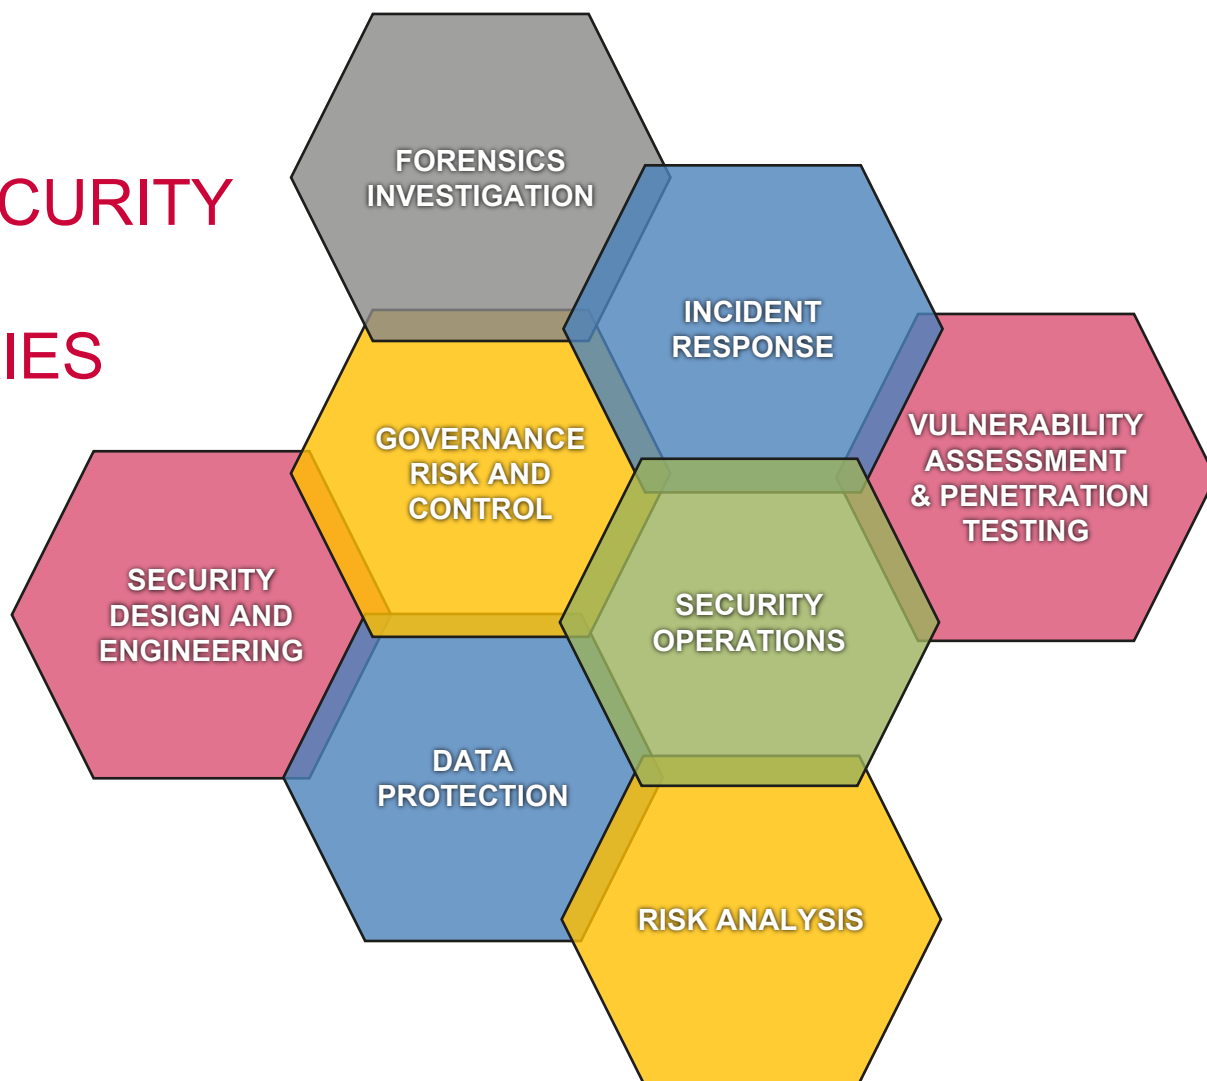 CURITY
IES
FORENSICS
INVESTIGATION
INCIDENT
RESPONSE
GOVERNANCE
RISK AND
CONTROL
VULNERABILITY
ASSESSMENT
& PENETRATION
TESTING
SECURITY
DESIGN AND
ENGINEERING
SECURITY
OPERATIONS
DATA
PROTECTION
RISK ANALYSIS